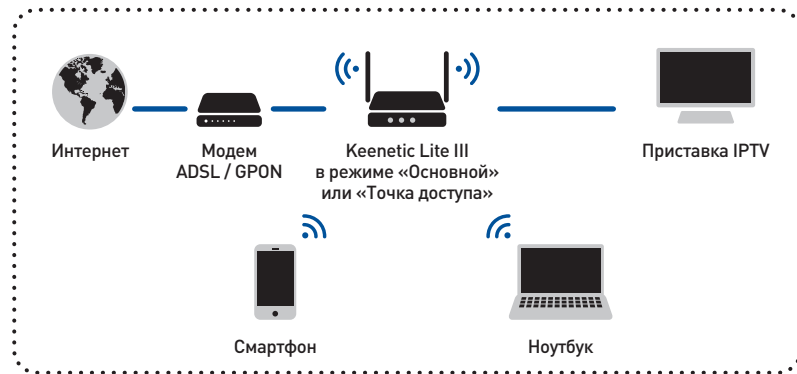 Интернет
Модем
ADSL / GPON
Keenetic Lite III
в режиме «Основной»
или «Точка доступа»
Приставка IPTV
Смартфон
Ноутбук